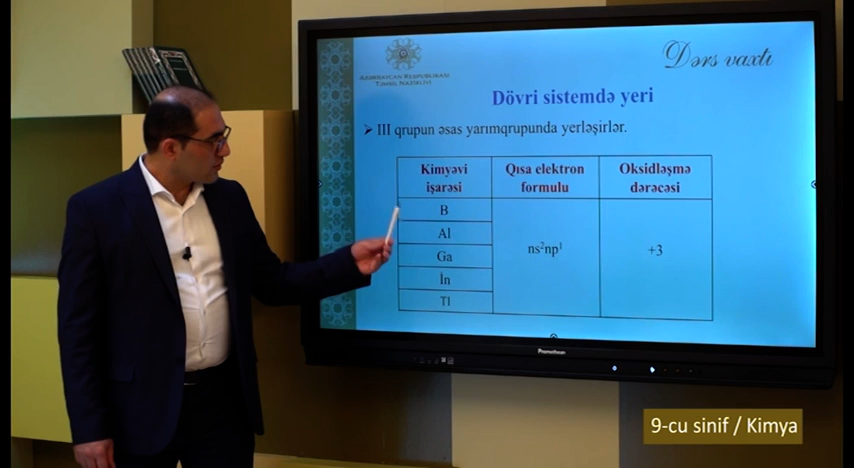 Dərs vaxtı
AZƏRBAYCAN RESPUBLİKASI
TƏHSİL NAZİRLİYİ
Dövri sistemdə yeri
➢ III qrupun əsas yarımqrupunda yerləşirlər.
Kimyəvi işarəsi
Qısa elektron formulu
Oksidləşmə dərəcəsi
B
Al
Ga
İn
Tl
ns²np¹
+3
Promethean
9-cu sinif / Kimya